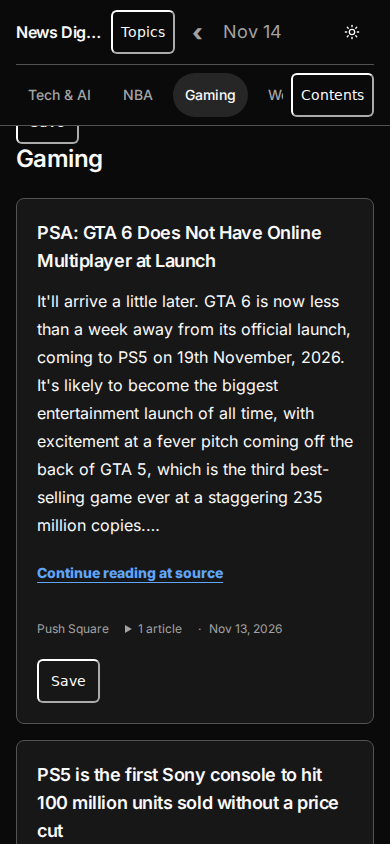 News Dig...
Topics
‹
Nov 14
Tech & AI
NBA
Gaming
Contents
Gaming
PSA: GTA 6 Does Not Have Online
Multiplayer at Launch
It'll arrive a little later. GTA 6 is now less
than a week away from its official launch,
coming to PS5 on 19th November, 2026.
It's likely to become the biggest
entertainment launch of all time, with
excitement at a fever pitch coming off the
back of GTA 5, which is the third best-
selling game ever at a staggering 235
million copies....
Continue reading at source
Push Square ▶ 1 article · Nov 13, 2026
Save
PS5 is the first Sony console to hit
100 million units sold without a price
cut